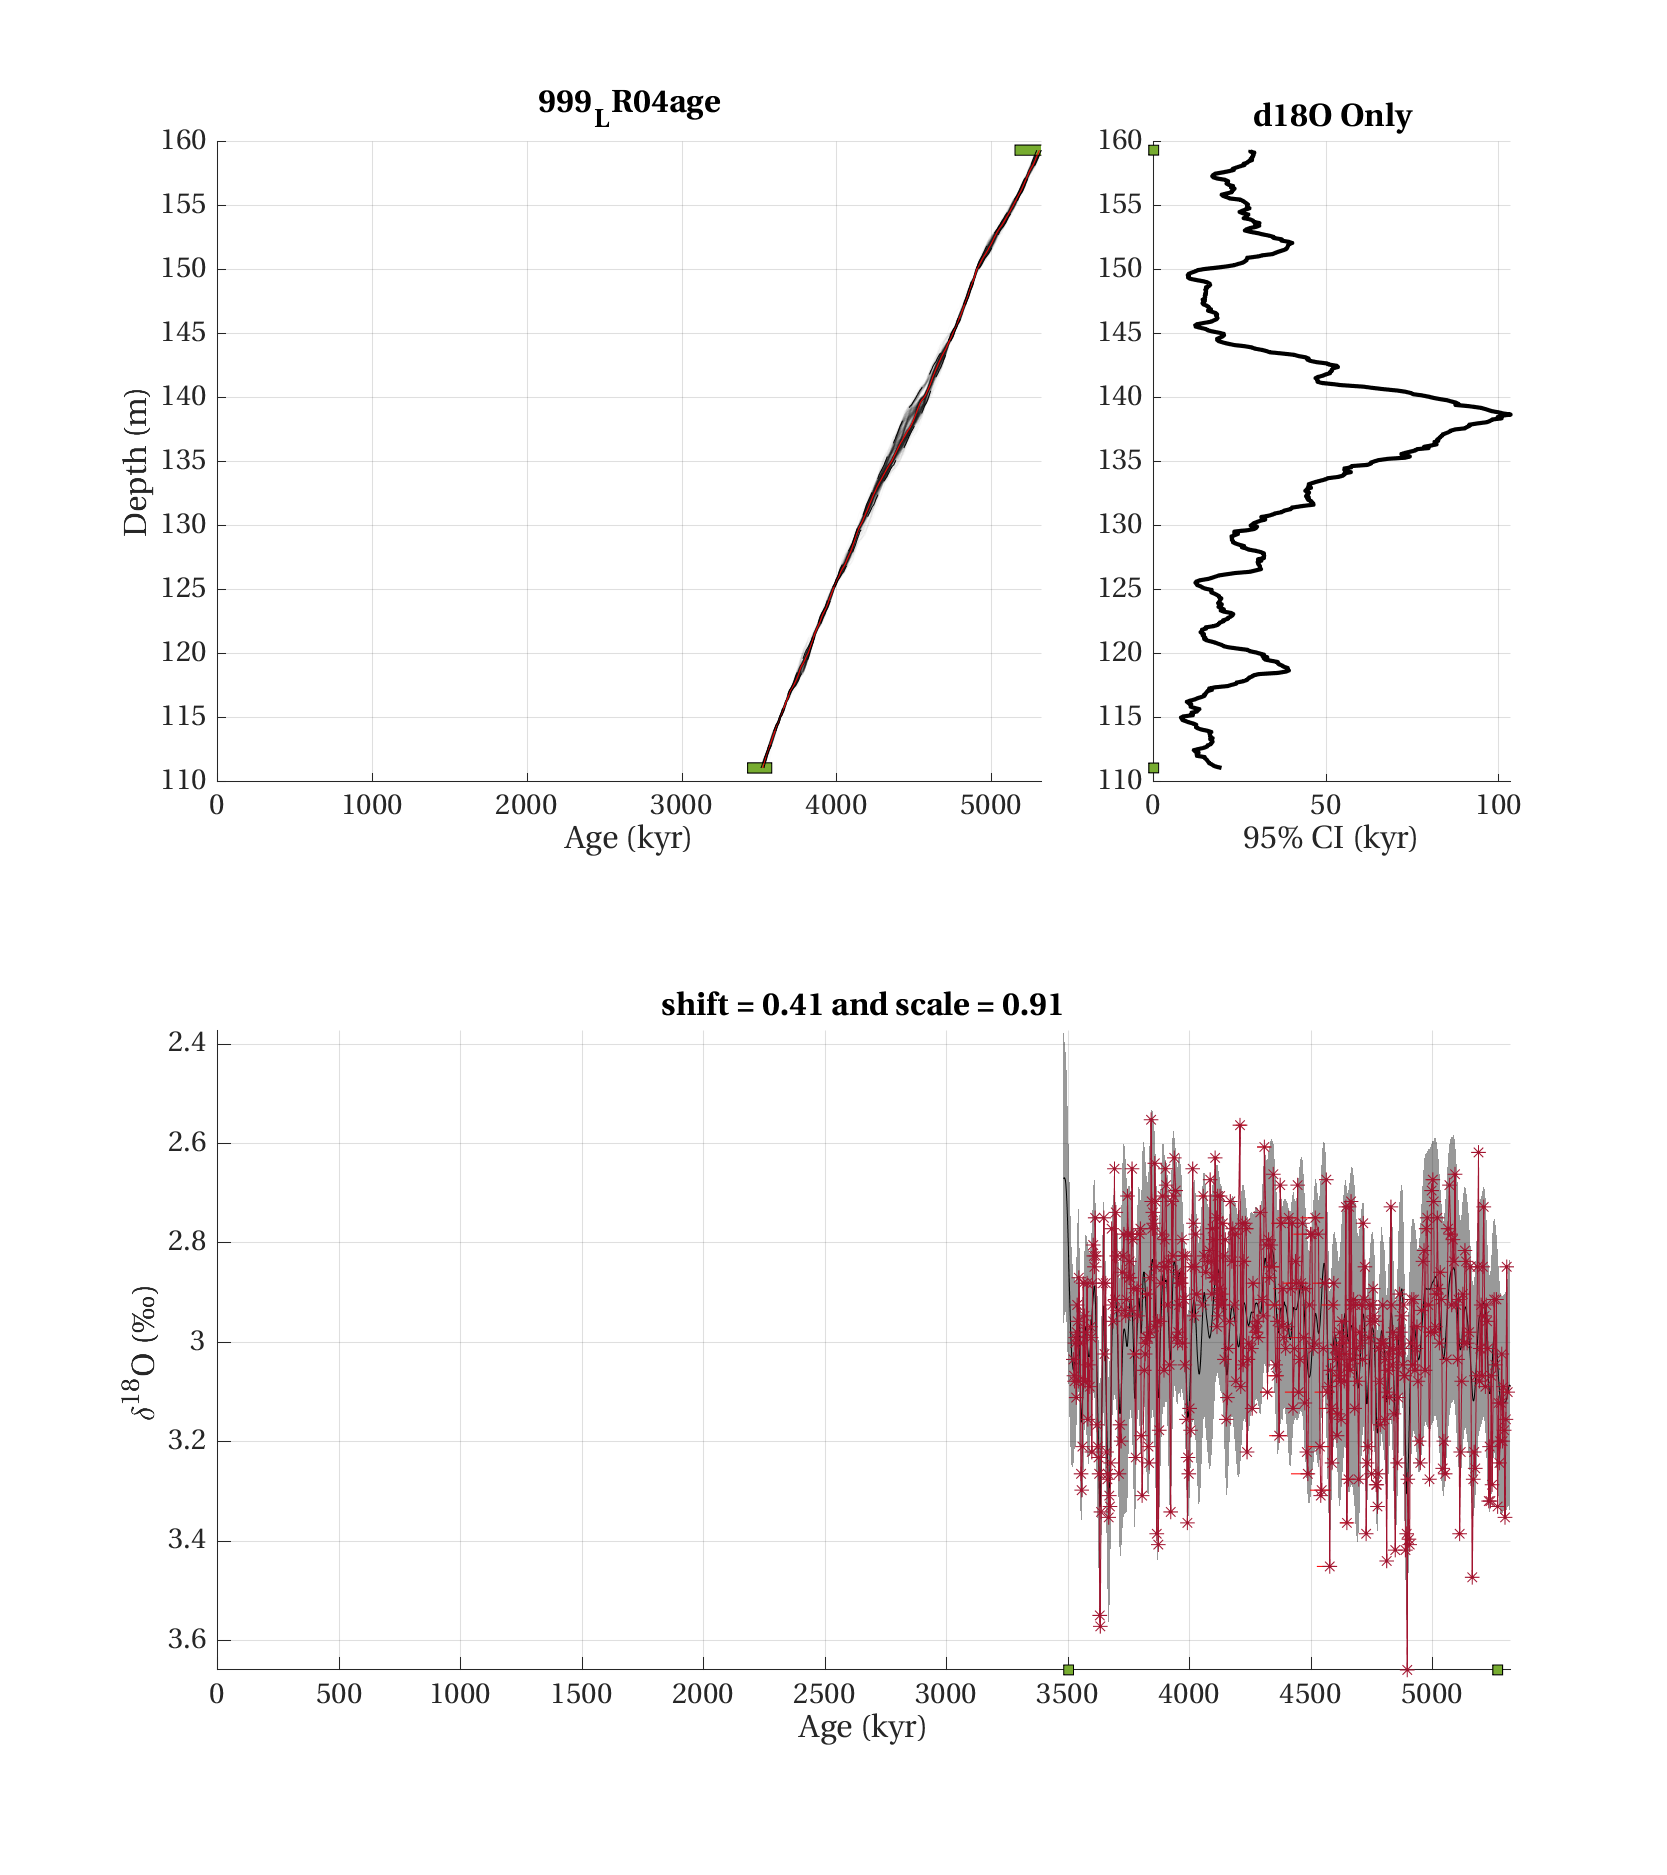 999_LR04age
160
155
150
145
140
135
130
125
120
115
110
Depth (m)
0 1000 2000 3000 4000 5000
Age (kyr)
d18O Only
160
155
150
145
140
135
130
125
120
115
110
0 50 100
95% CI (kyr)
shift = 0.41 and scale = 0.91
2.4
2.6
2.8
3
3.2
3.4
3.6
δ¹⁸O (‰)
0 500 1000 1500 2000 2500 3000 3500 4000 4500 5000
Age (kyr)